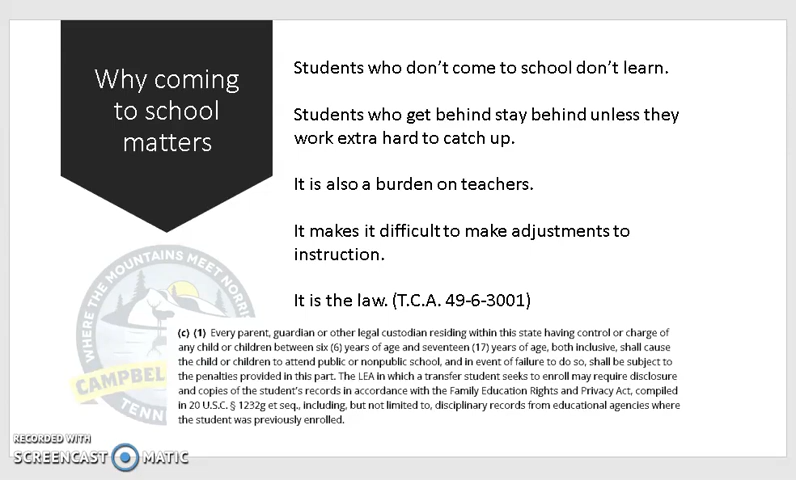 Why coming
to school
matters
Students who don't come to school don't learn.
Students who get behind stay behind unless they
work extra hard to catch up.
It is also a burden on teachers.
It makes it difficult to make adjustments to
instruction.
It is the law. (T.C.A. 49-6-3001)
WHERE THE MOUNTAINS MEET NORRIS
CAMPBEL
TENN
(c) (1) Every parent, guardian or other legal custodian residing within this state having control or charge of
any child or children between six (6) years of age and seventeen (17) years of age, both inclusive, shall cause
the child or children to attend public or nonpublic school, and in event of failure to do so, shall be subject to
the penalties provided in this part. The LEA in which a transfer student seeks to enroll may require disclosure
and copies of the student's records in accordance with the Family Education Rights and Privacy Act, compiled
in 20 U.S.C. § 1232g et seq., including, but not limited to, disciplinary records from educational agencies where
the student was previously enrolled.
RECORDED WITH
SCREENCAST MATIC